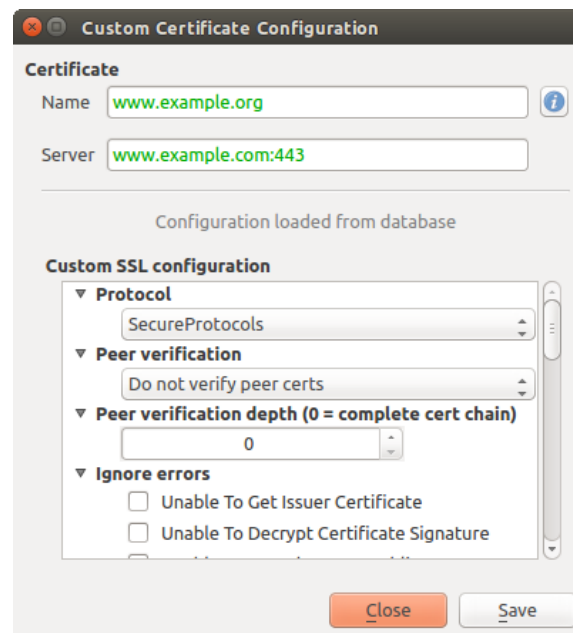 Custom Certificate Configuration
Certificate
Name www.example.org
Server www.example.com:443
Configuration loaded from database
Custom SSL configuration
Protocol
SecureProtocols
Peer verification
Do not verify peer certs
Peer verification depth (0 = complete cert chain)
0
Ignore errors
Unable To Get Issuer Certificate
Unable To Decrypt Certificate Signature
Close Save